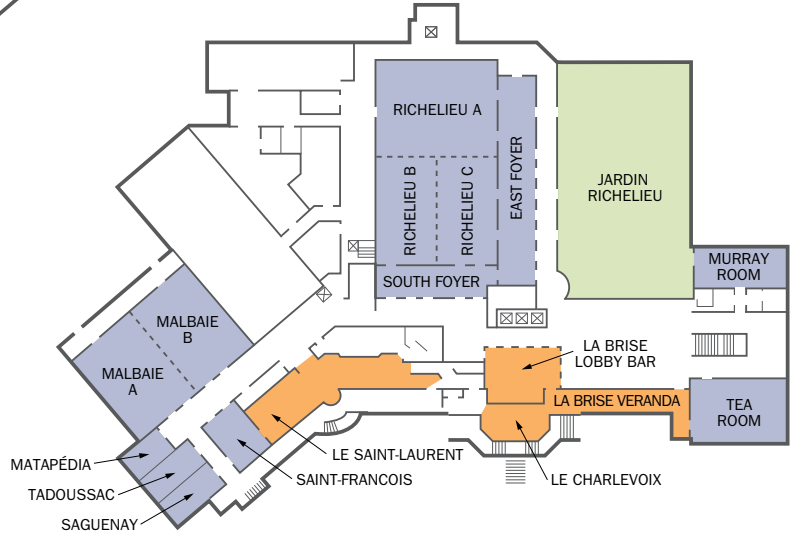 RICHELIEU A
RICHELIEU B
RICHELIEU C
EAST FOYER
SOUTH FOYER
JARDIN
RICHELIEU
MURRAY
ROOM
MALBAIE
B
MALBAIE
A
LA BRISE
LOBBY BAR
LA BRISE VERANDA
TEA
ROOM
MATAPÉDIA
TADOUSSAC
SAGUENAY
LE SAINT-LAURENT
SAINT-FRANCOIS
LE CHARLEVOIX